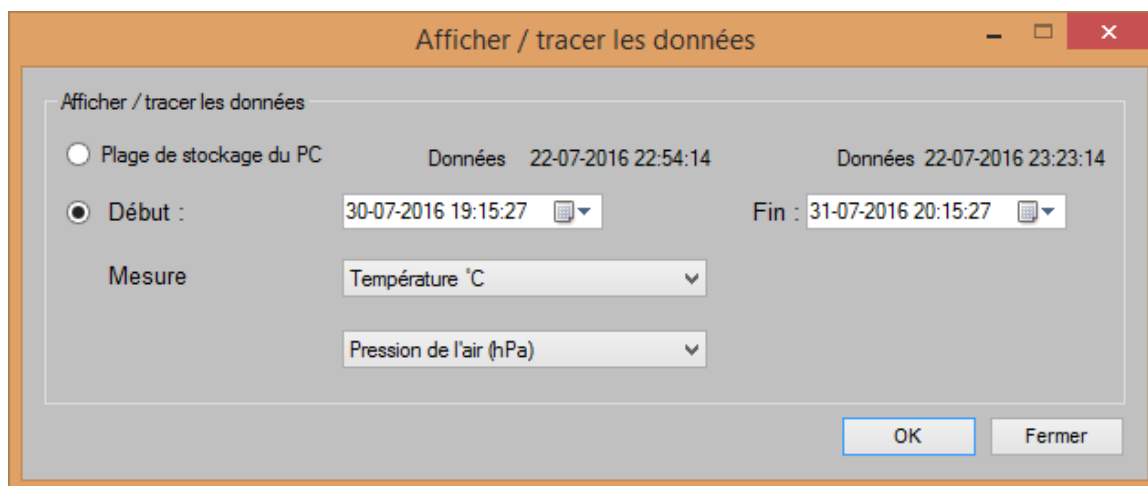 Afficher / tracer les données
Afficher / tracer les données
Plage de stockage du PC Données 22-07-2016 22:54:14 Données 22-07-2016 23:23:14
Début : 30-07-2016 19:15:27 Fin : 31-07-2016 20:15:27
Mesure Température °C
Pression de l'air (hPa)
OK Fermer